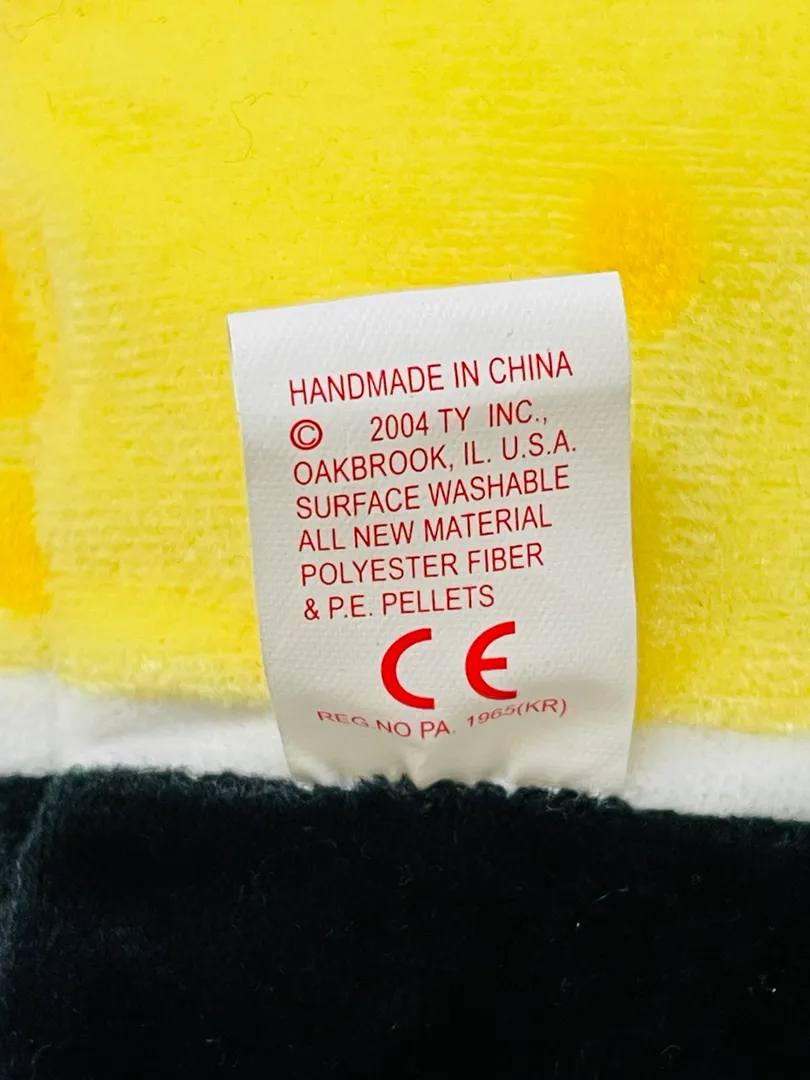 HANDMADE IN CHINA
© 2004 TY INC.,
OAKBROOK, IL. U.S.A.
SURFACE WASHABLE
ALL NEW MATERIAL
POLYESTER FIBER
& P.E. PELLETS
CE
REG.NO PA. 1965(KR)